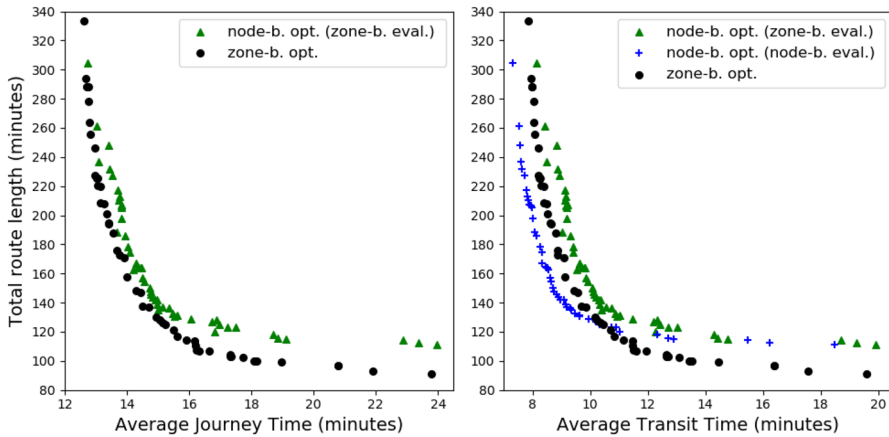 340
320
300
280
260
240
220
200
180
160
140
120
100
80
Total route length (minutes)
node-b. opt. (zone-b. eval.)
zone-b. opt.
12 14 16 18 20 22 24
Average Journey Time (minutes)
340
320
300
280
260
240
220
200
180
160
140
120
100
80
node-b. opt. (zone-b. eval.)
node-b. opt. (node-b. eval.)
zone-b. opt.
8 10 12 14 16 18 20
Average Transit Time (minutes)